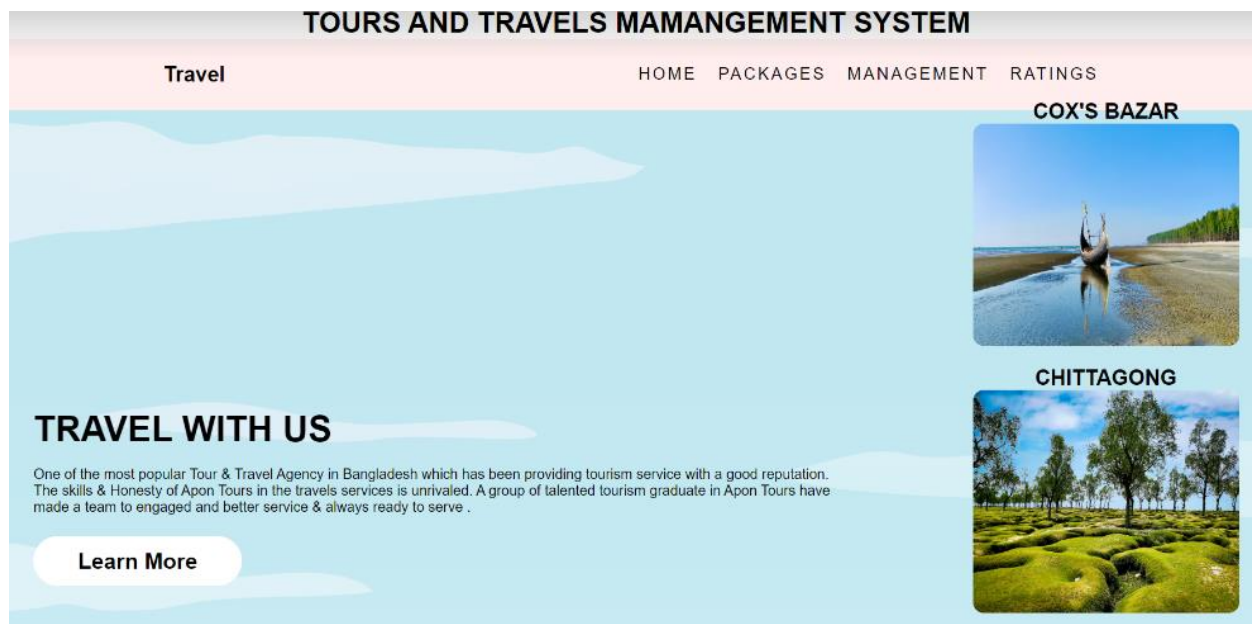 TOURS AND TRAVELS MAMANGEMENT SYSTEM
Travel
HOME PACKAGES MANAGEMENT RATINGS
COX'S BAZAR
CHITTAGONG
TRAVEL WITH US
One of the most popular Tour & Travel Agency in Bangladesh which has been providing tourism service with a good reputation.
The skills & Honesty of Apon Tours in the travels services is unrivaled. A group of talented tourism graduate in Apon Tours have
made a team to engaged and better service & always ready to serve .
Learn More